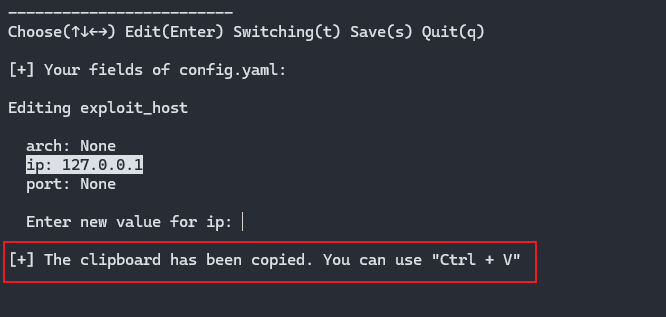 -------------------------
Choose(↑↓←→) Edit(Enter) Switching(t) Save(s) Quit(q)
[+] Your fields of config.yaml:
Editing exploit_host
arch: None
ip: 127.0.0.1
port: None
Enter new value for ip:
[+] The clipboard has been copied. You can use "Ctrl + V"